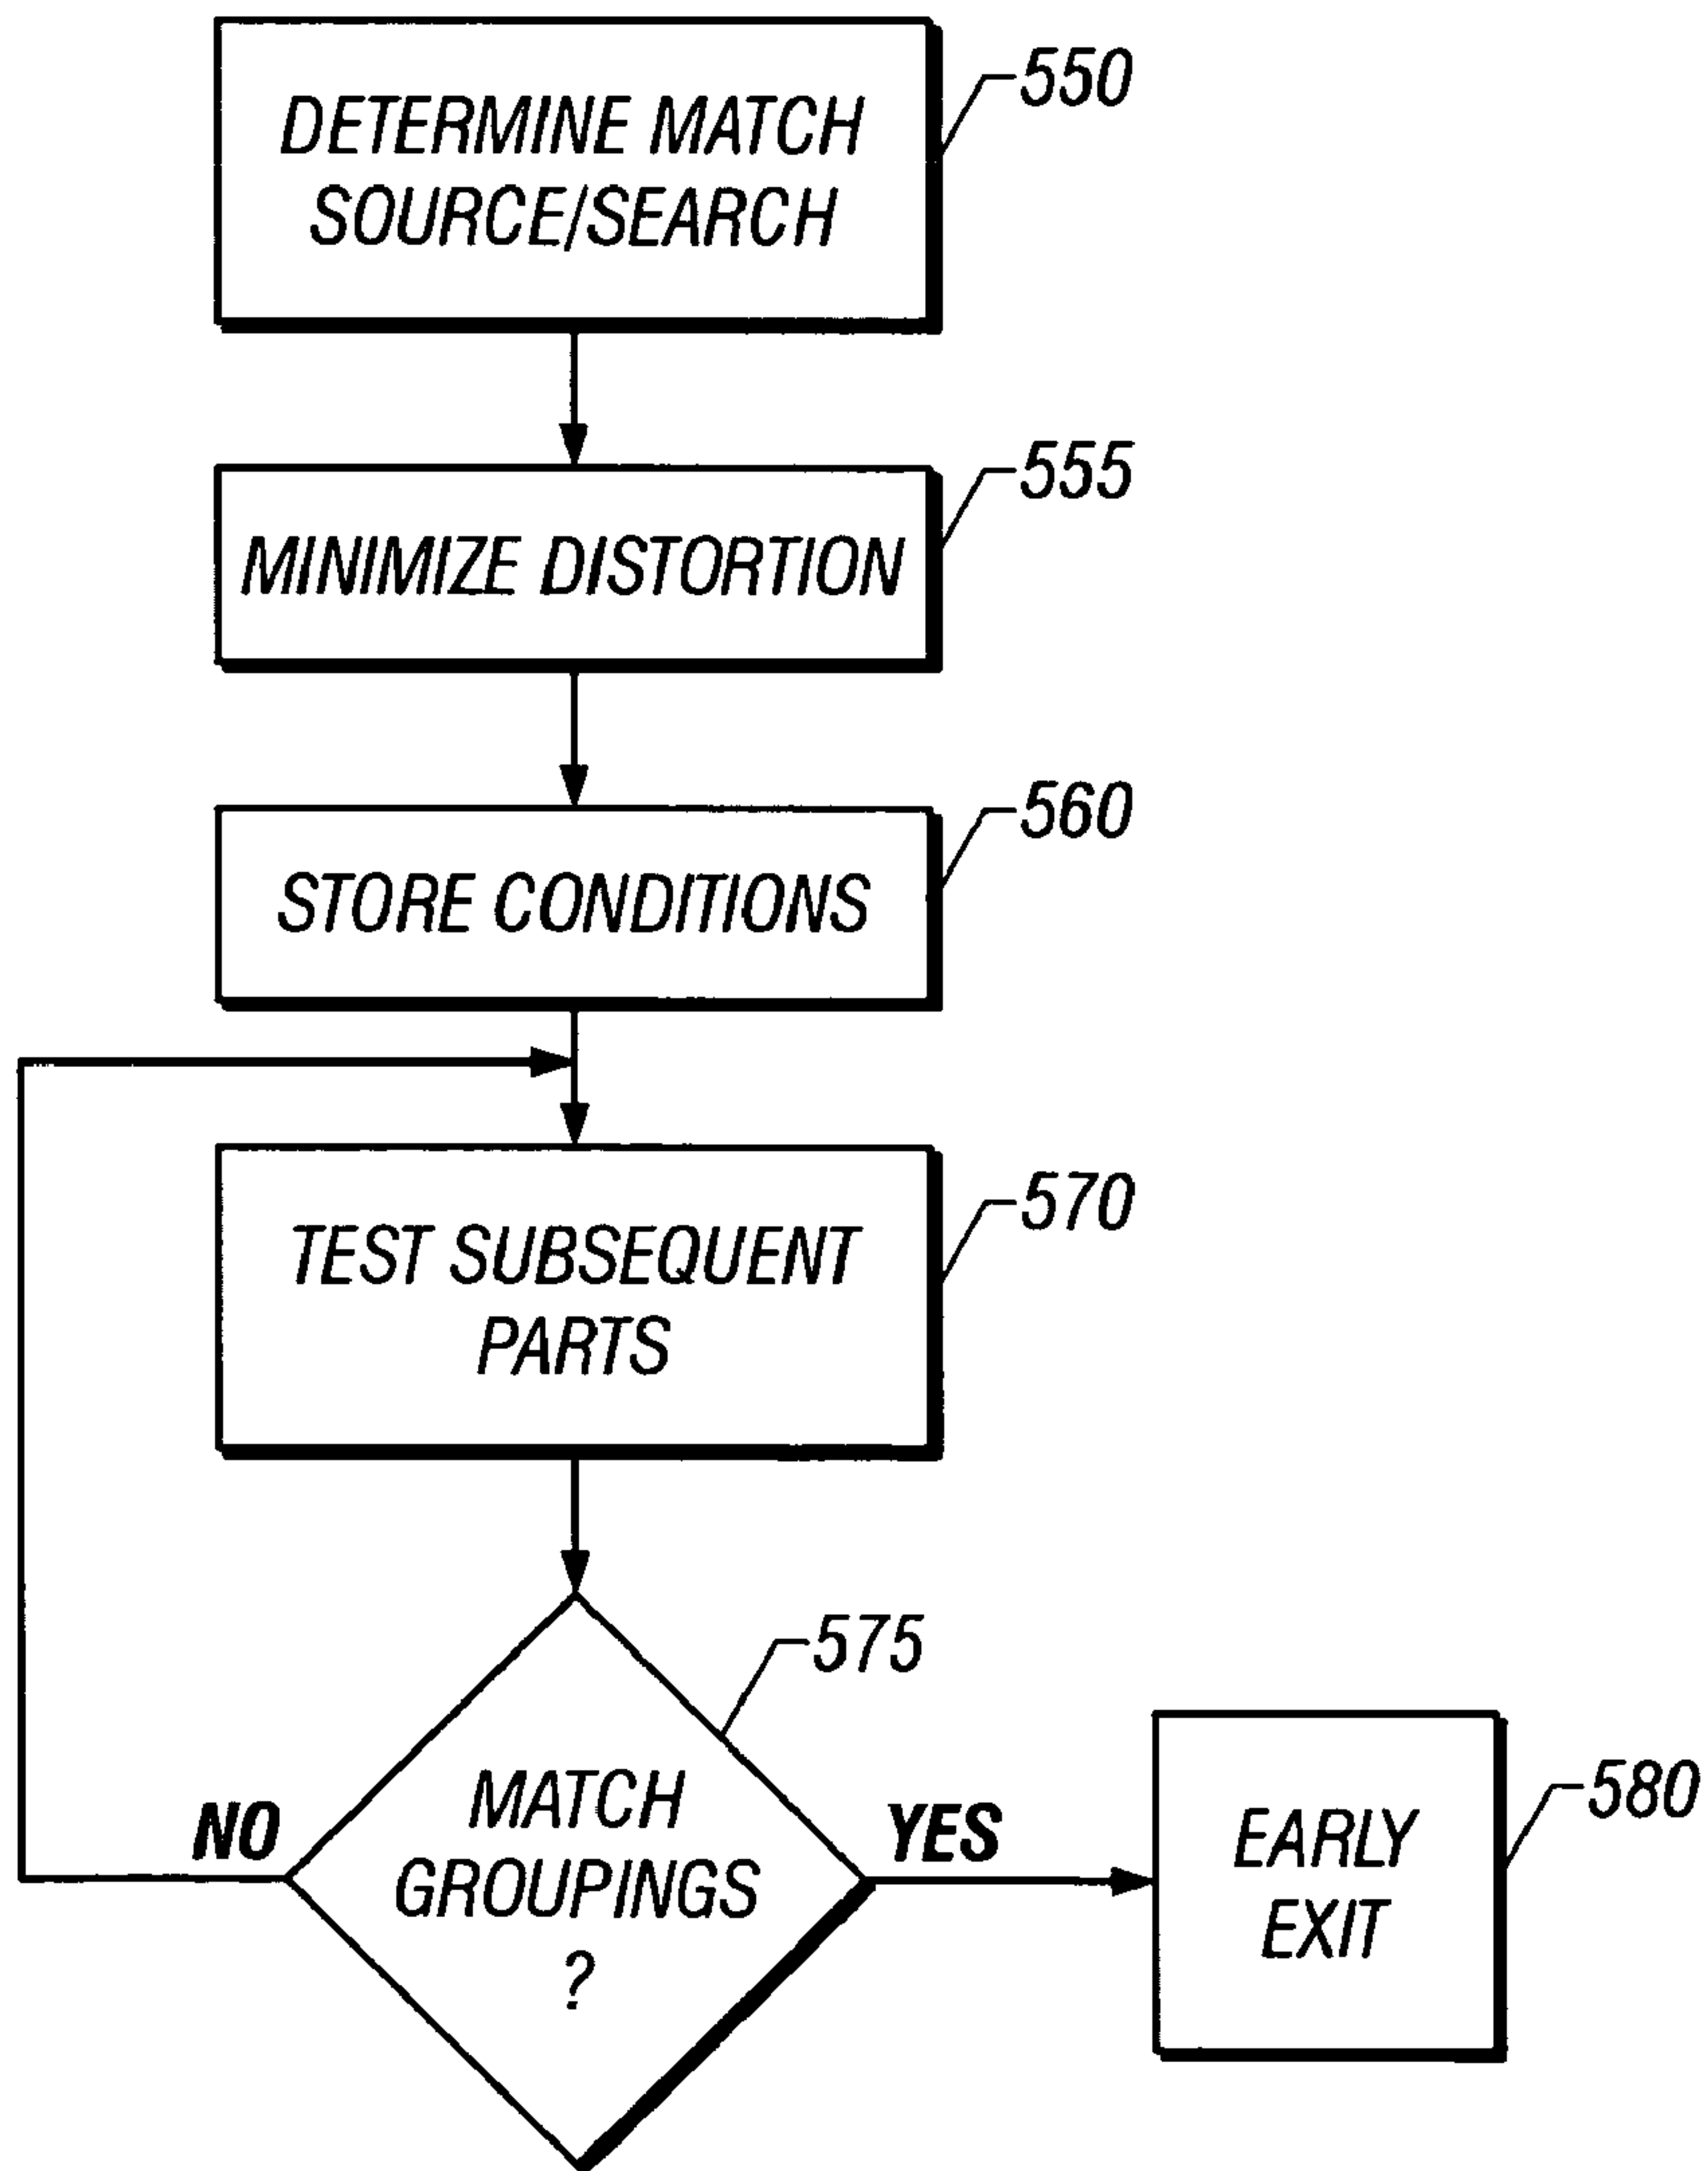 DETERMINE MATCH
SOURCE/SEARCH
550
MINIMIZE DISTORTION
555
STORE CONDITIONS
560
TEST SUBSEQUENT
PARTS
570
MATCH
GROUPINGS
?
575
NO
YES
EARLY
EXIT
580